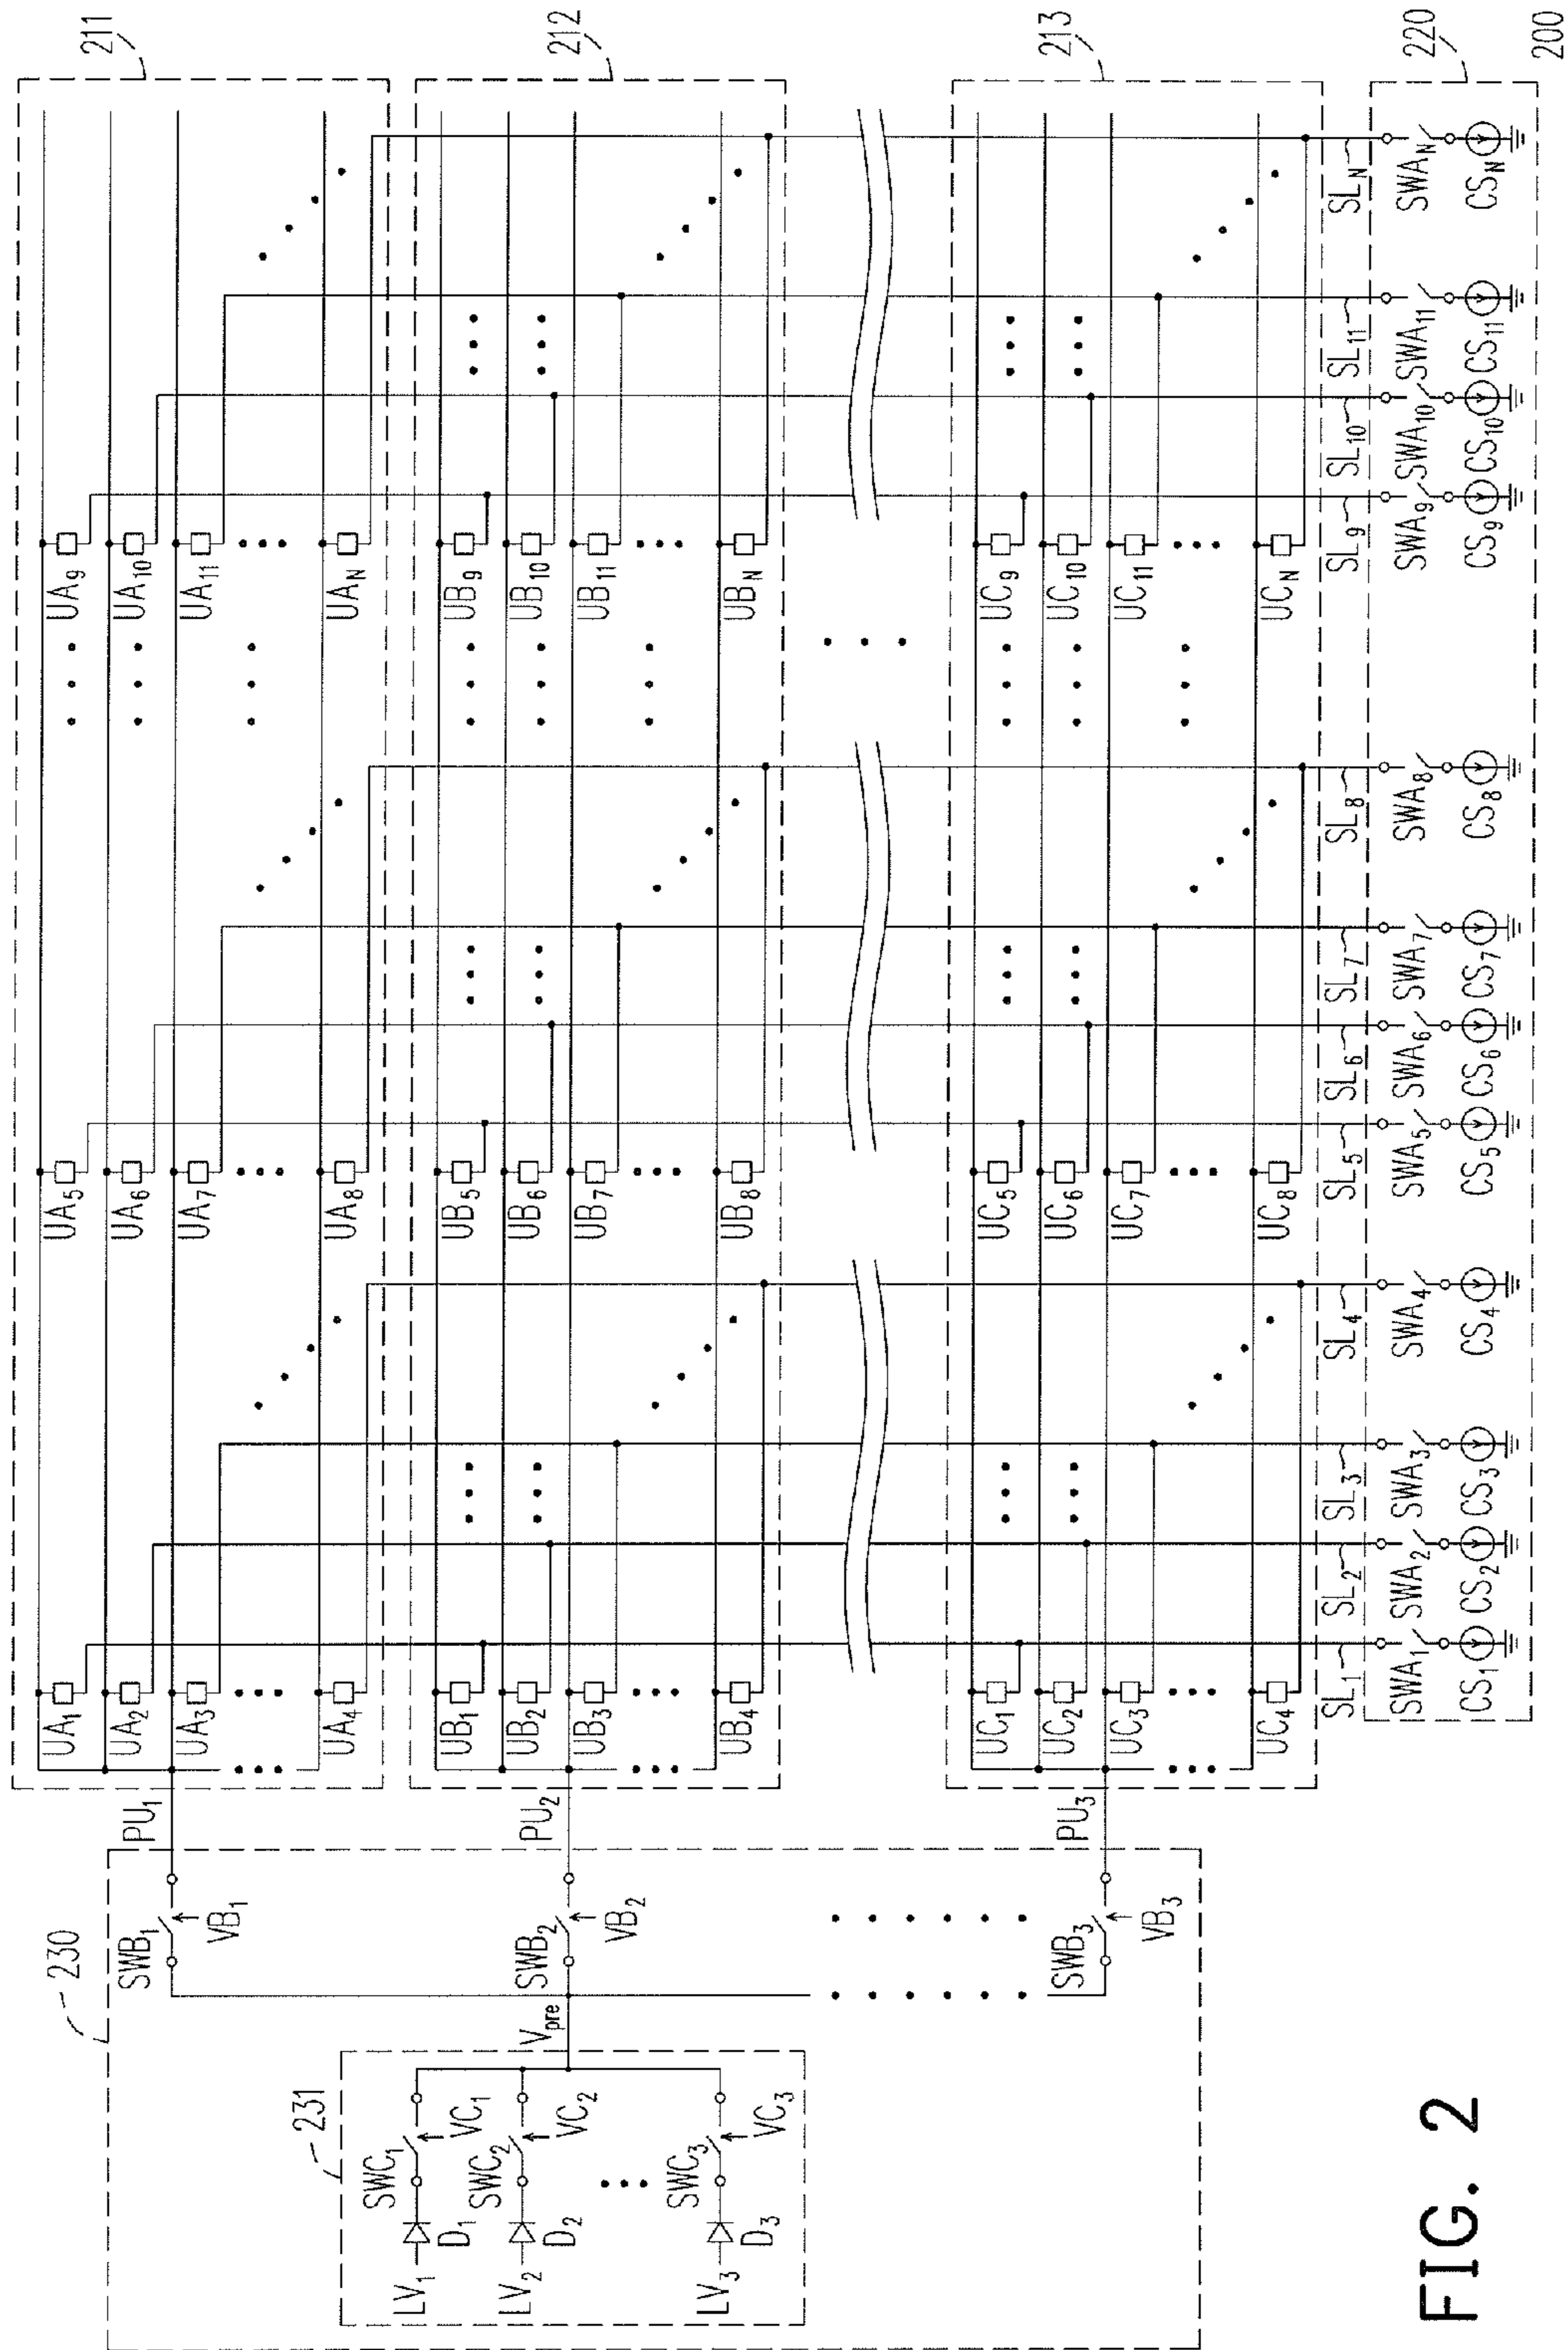 211
212
213
220
200
230
231
UA1
UA2
UA3
UA4
UA5
UA6
UA7
UA8
UA9
UA10
UA11
UAN
UB1
UB2
UB3
UB4
UB5
UB6
UB7
UB8
UB9
UB10
UB11
UBN
UC1
UC2
UC3
UC4
UC5
UC6
UC7
UC8
UC9
UC10
UC11
UCN
PU1
PU2
PU3
SWB1
VB1
SWB2
VB2
SWB3
VB3
Vpre
LV1
D1
SWC1
VC1
LV2
D2
SWC2
VC2
LV3
D3
SWC3
VC3
SL1
SL2
SL3
SL4
SL5
SL6
SL7
SL8
SL9
SL10
SL11
SLN
SWA1
SWA2
SWA3
SWA4
SWA5
SWA6
SWA7
SWA8
SWA9
SWA10
SWA11
SWAN
CS1
CS2
CS3
CS4
CS5
CS6
CS7
CS8
CS9
CS10
CS11
CSN
FIG. 2